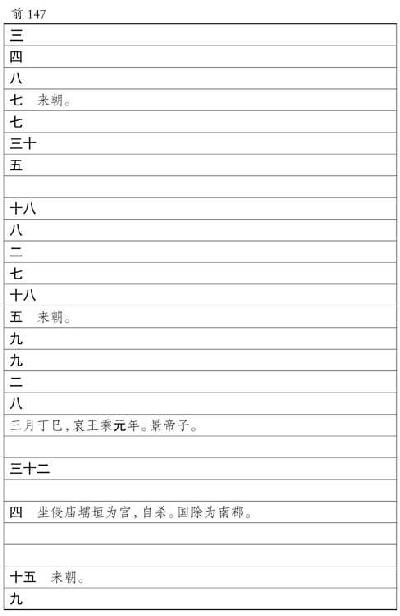 前 147
三
四
八
七 来朝。
七
三十
五
十八
八
二
七
十八
五 来朝。
九
九
二
八
三月丁巳,哀王乘元年。景帝子。
三十二
四 坐侵庙壖垣为宫,自杀。国除为南郡。
十五 来朝。
九